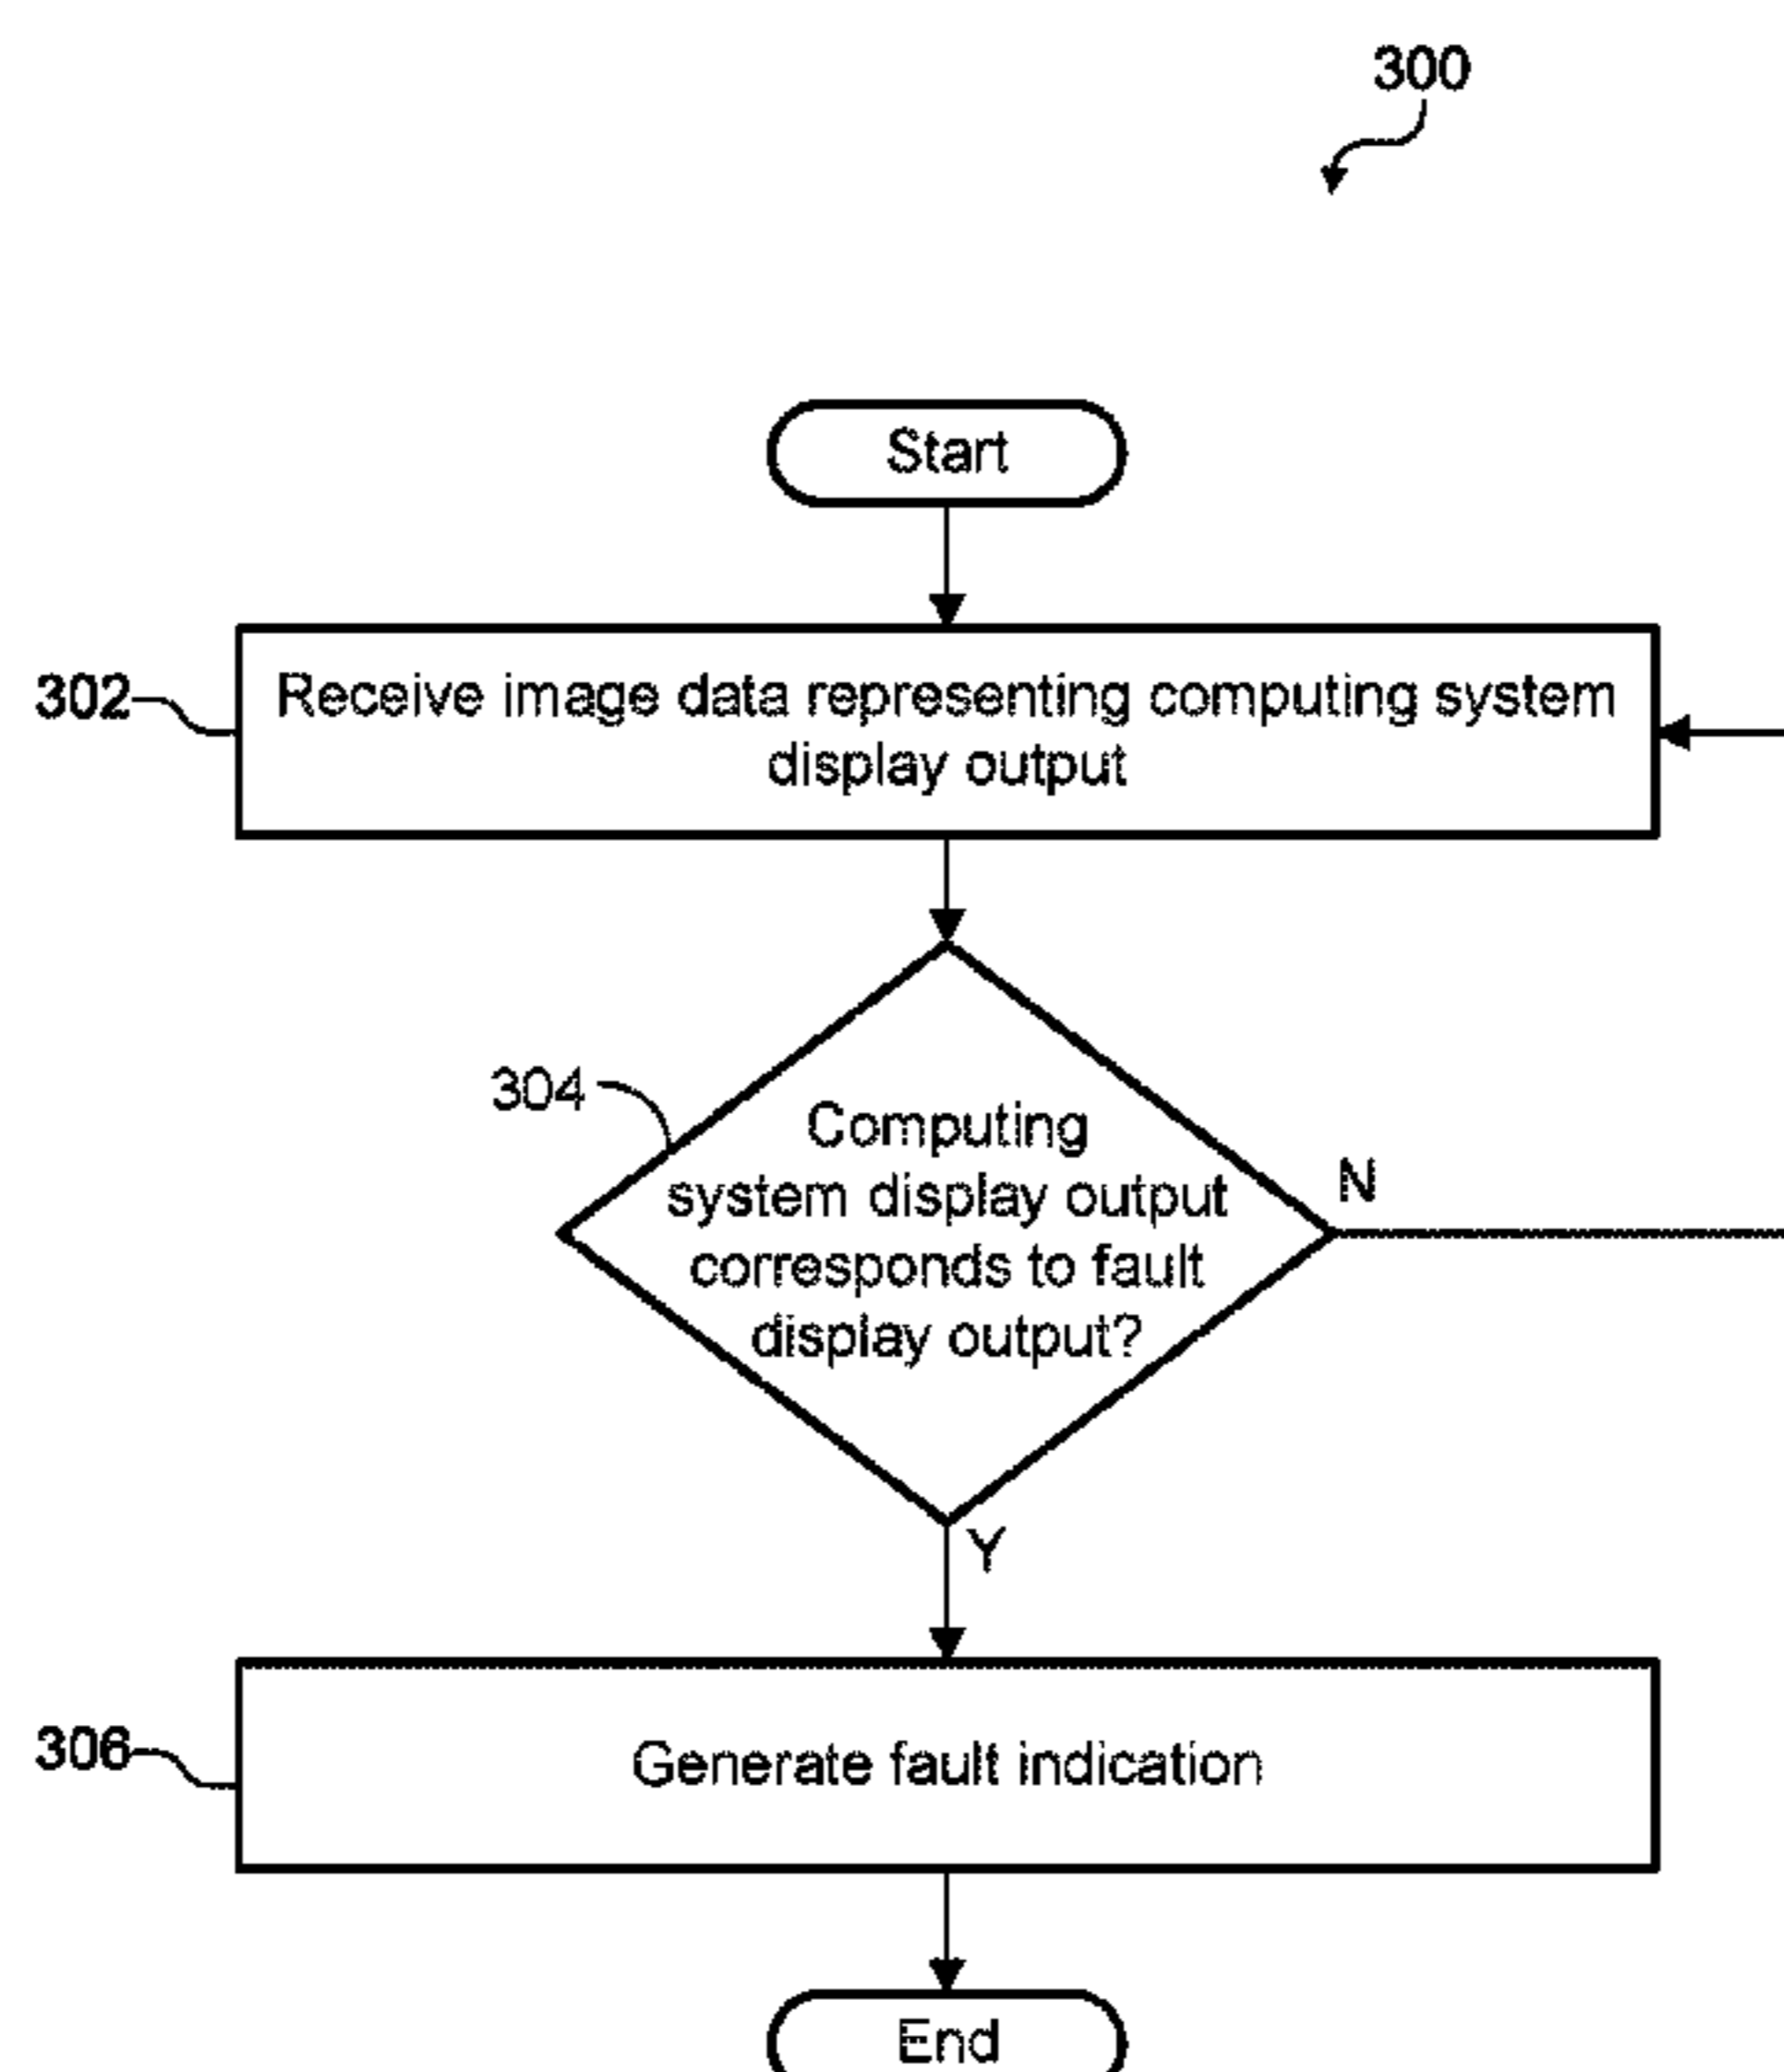 300
Start
302
Receive image data representing computing system
display output
304
Computing
system display output
corresponds to fault
display output?
N
Y
306
Generate fault indication
End